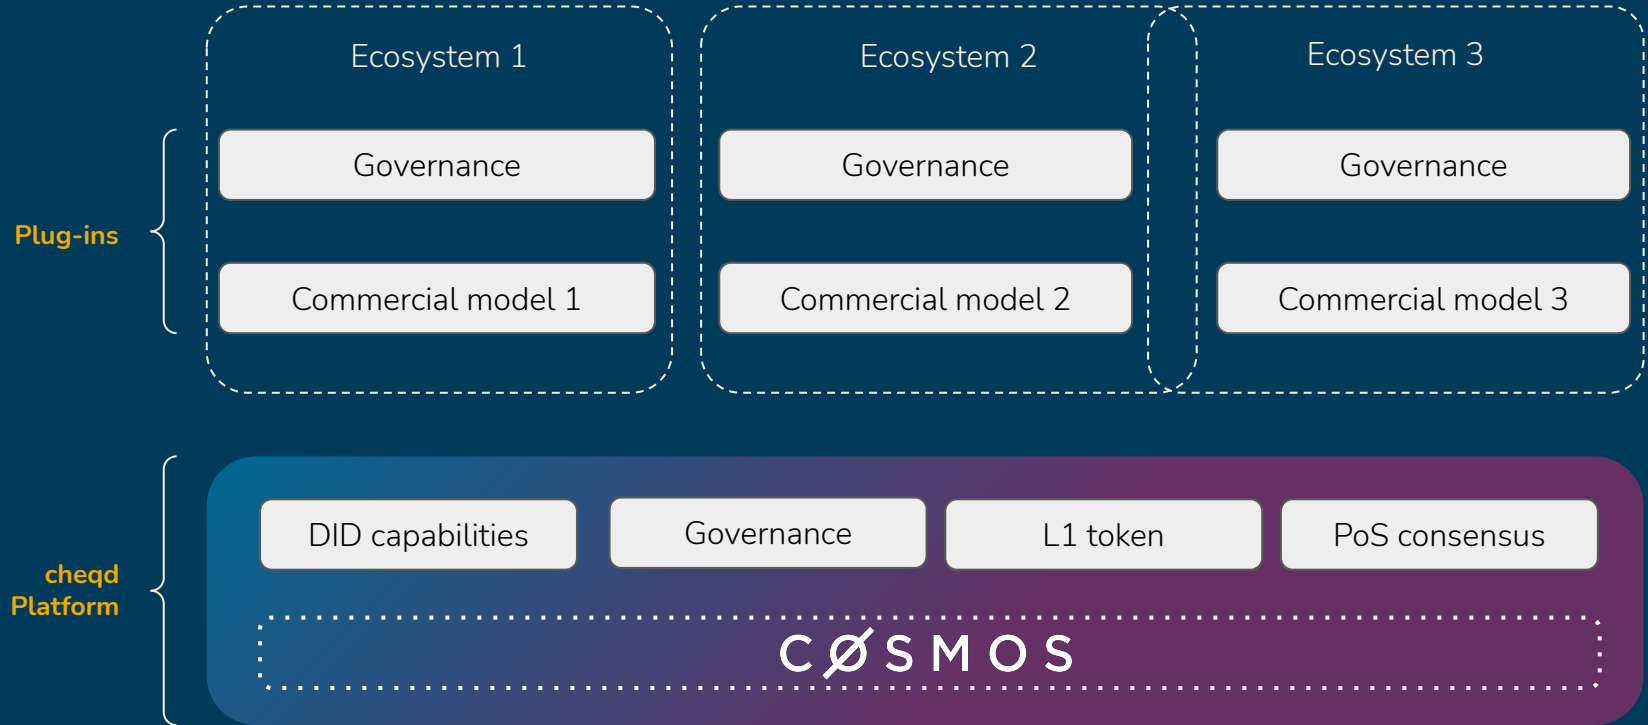 Ecosystem 1
Ecosystem 2
Ecosystem 3
Governance
Governance
Governance
Plug-ins
Commercial model 1
Commercial model 2
Commercial model 3
DID capabilities
Governance
L1 token
PoS consensus
cheqd
Platform
CØSMOS